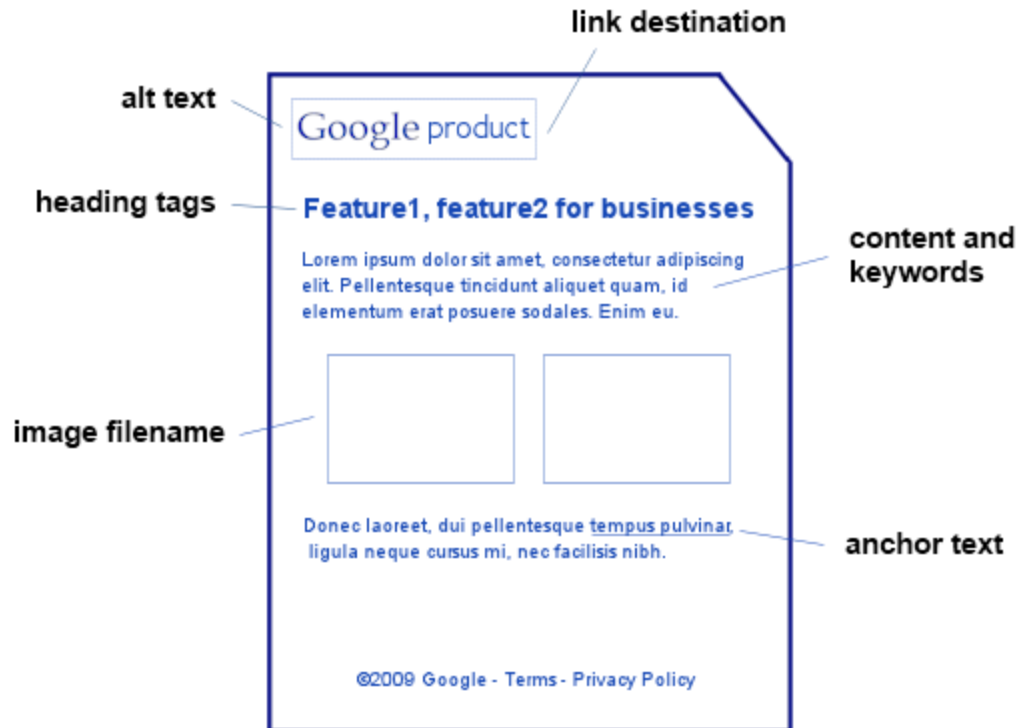 link destination
alt text
Google product
heading tags
Feature1, feature2 for businesses
content and
keywords
Lorem ipsum dolor sit amet, consectetur adipiscing
elit. Pellentesque tincidunt aliquet quam, id
elementum erat posuere sodales. Enim eu.
image filename
Donec laoreet, dui pellentesque tempus pulvinar,
ligula neque cursus mi, nec facilisis nibh.
anchor text
©2009 Google - Terms - Privacy Policy